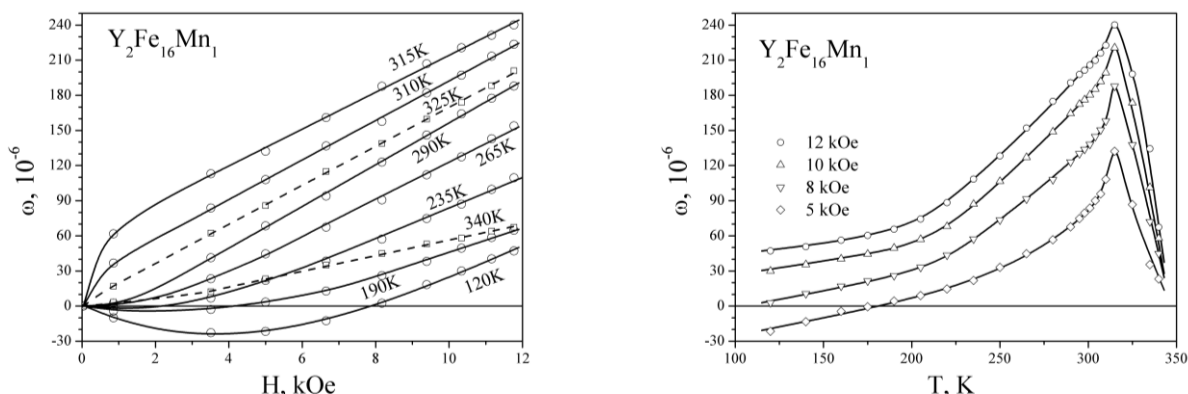 240
210
180
150
120
90
60
30
0
-30
ω, 10⁻⁶
Y₂Fe₁₆Mn₁
315K
310K
325K
290K
265K
235K
340K
190K
120K
0 2 4 6 8 10 12
H, kOe
240
210
180
150
120
90
60
30
0
-30
ω, 10⁻⁶
Y₂Fe₁₆Mn₁
12 kOe
10 kOe
8 kOe
5 kOe
100 150 200 250 300 350
T, K